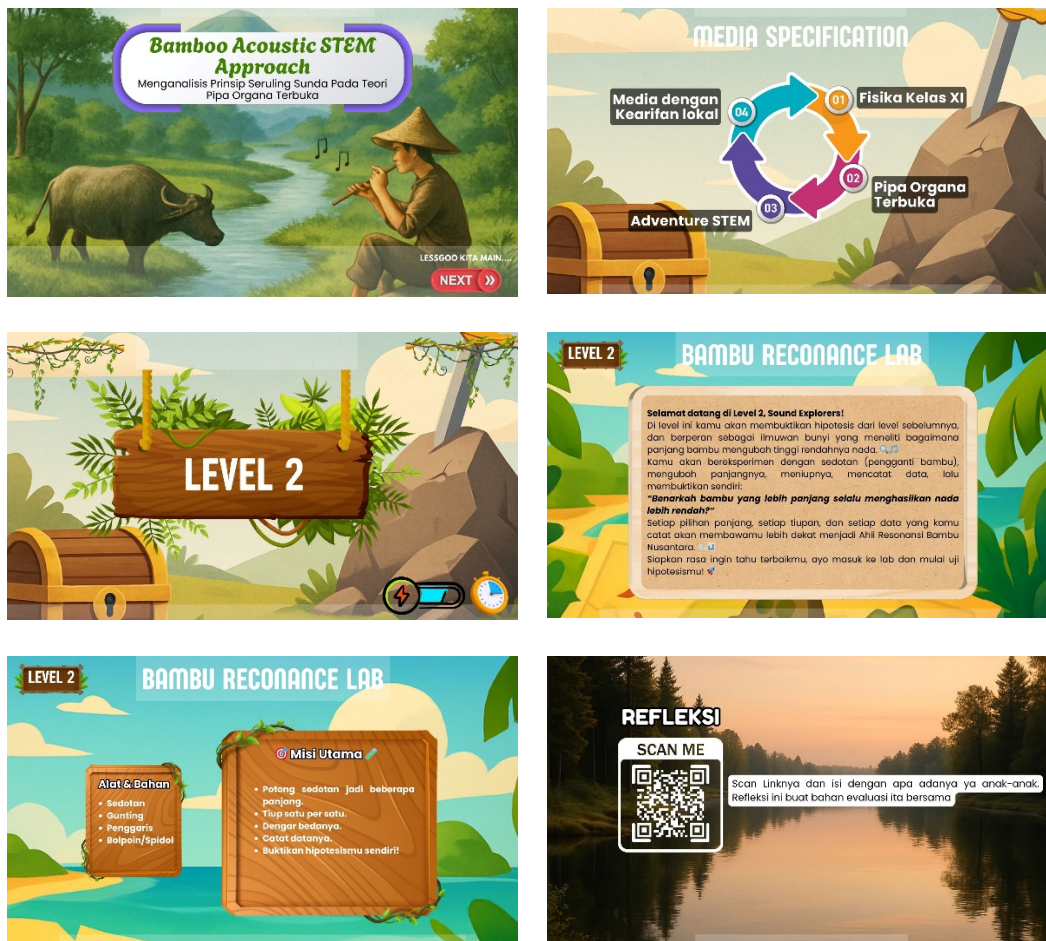 Bamboo Acoustic STEM
Approach
Menganalisis Prinsip Seruling Sunda Pada Teori
Pipa Organa Terbuka
LESSGOO KITA MAIN....
NEXT »
MEDIA SPECIFICATION
01
Fisika Kelas XI
02
Pipa Organa
Terbuka
03
Adventure STEM
04
Media dengan
Kearifan lokal
LEVEL 2
LEVEL 2
BAMBU RECONANCE LAB
Selamat datang di Level 2, Sound Explorers!
Di level ini kamu akan membuktikan hipotesis dari level sebelumnya,
dan berperan sebagai ilmuwan bunyi yang meneliti bagaimana
panjang bambu mengubah tinggi rendahnya nada.
Kamu akan bereksperimen dengan sedotan (pengganti bambu),
mengubah panjangnya, meniupnya, mencatat data, lalu
membuktikan sendiri:
"Benarkah bambu yang lebih panjang selalu menghasilkan nada
lebih rendah?"
Setiap pilihan panjang, setiap tiupan, dan setiap data yang kamu
catat akan membawamu lebih dekat menjadi Ahli Resonansi Bambu
Nusantara.
Siapkan rasa ingin tahu terbaikmu, ayo masuk ke lab dan mulai uji
hipotesismu! 🚀
LEVEL 2
BAMBU RECONANCE LAB
Alat & Bahan
• Sedotan
• Gunting
• Penggaris
• Bolpoin/Spidol
🎯Misi Utama🧪
• Potong sedotan jadi beberapa
panjang.
• Tiup satu per satu.
• Dengar bedanya.
• Catat datanya.
• Buktikan hipotesismu sendiri!
REFLEKSI
SCAN ME
Scan Linknya dan isi dengan apa adanya ya anak-anak.
Refleksi ini buat bahan evaluasi ita bersama